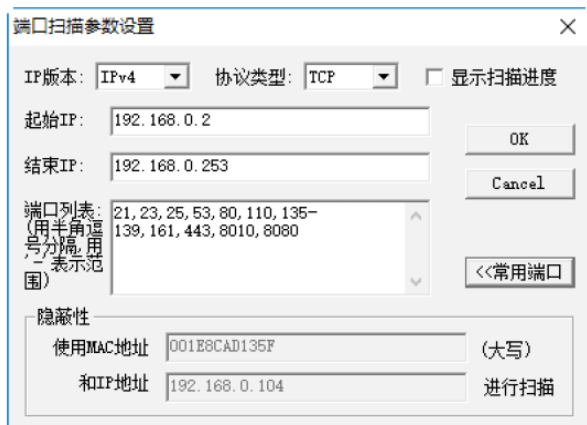 端口扫描参数设置
IP版本: IPv4 协议类型: TCP 显示扫描进度
起始IP: 192.168.0.2
OK
结束IP: 192.168.0.253
Cancel
端口列表:
(用半角逗
号分隔,用
'-'表示范
围)
21,23,25,53,80,110,135-
139,161,443,8010,8080
<<常用端口
隐蔽性
使用MAC地址 001E8CAD135F (大写)
和IP地址 192.168.0.104 进行扫描